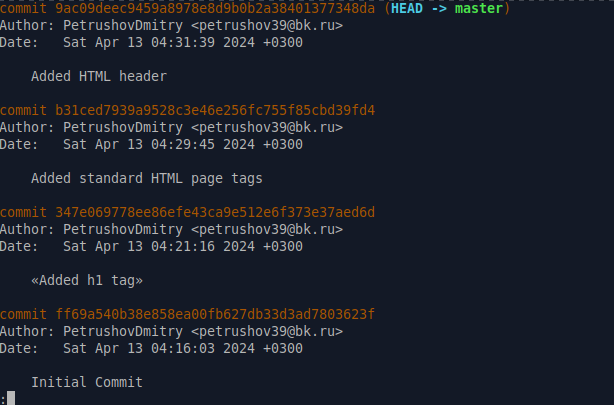 commit 9ac09deec9459a8978e8d9b0b2a38401377348da (HEAD -> master)
Author: PetrushovDmitry <petrushov39@bk.ru>
Date:   Sat Apr 13 04:31:39 2024 +0300
Added HTML header
commit b31ced7939a9528c3e46e256fc755f85cbd39fd4
Author: PetrushovDmitry <petrushov39@bk.ru>
Date:   Sat Apr 13 04:29:45 2024 +0300
Added standard HTML page tags
commit 347e069778ee86efe43ca9e512e6f373e37aed6d
Author: PetrushovDmitry <petrushov39@bk.ru>
Date:   Sat Apr 13 04:21:16 2024 +0300
«Added h1 tag»
commit ff69a540b38e858ea00fb627db33d3ad7803623f
Author: PetrushovDmitry <petrushov39@bk.ru>
Date:   Sat Apr 13 04:16:03 2024 +0300
Initial Commit
: